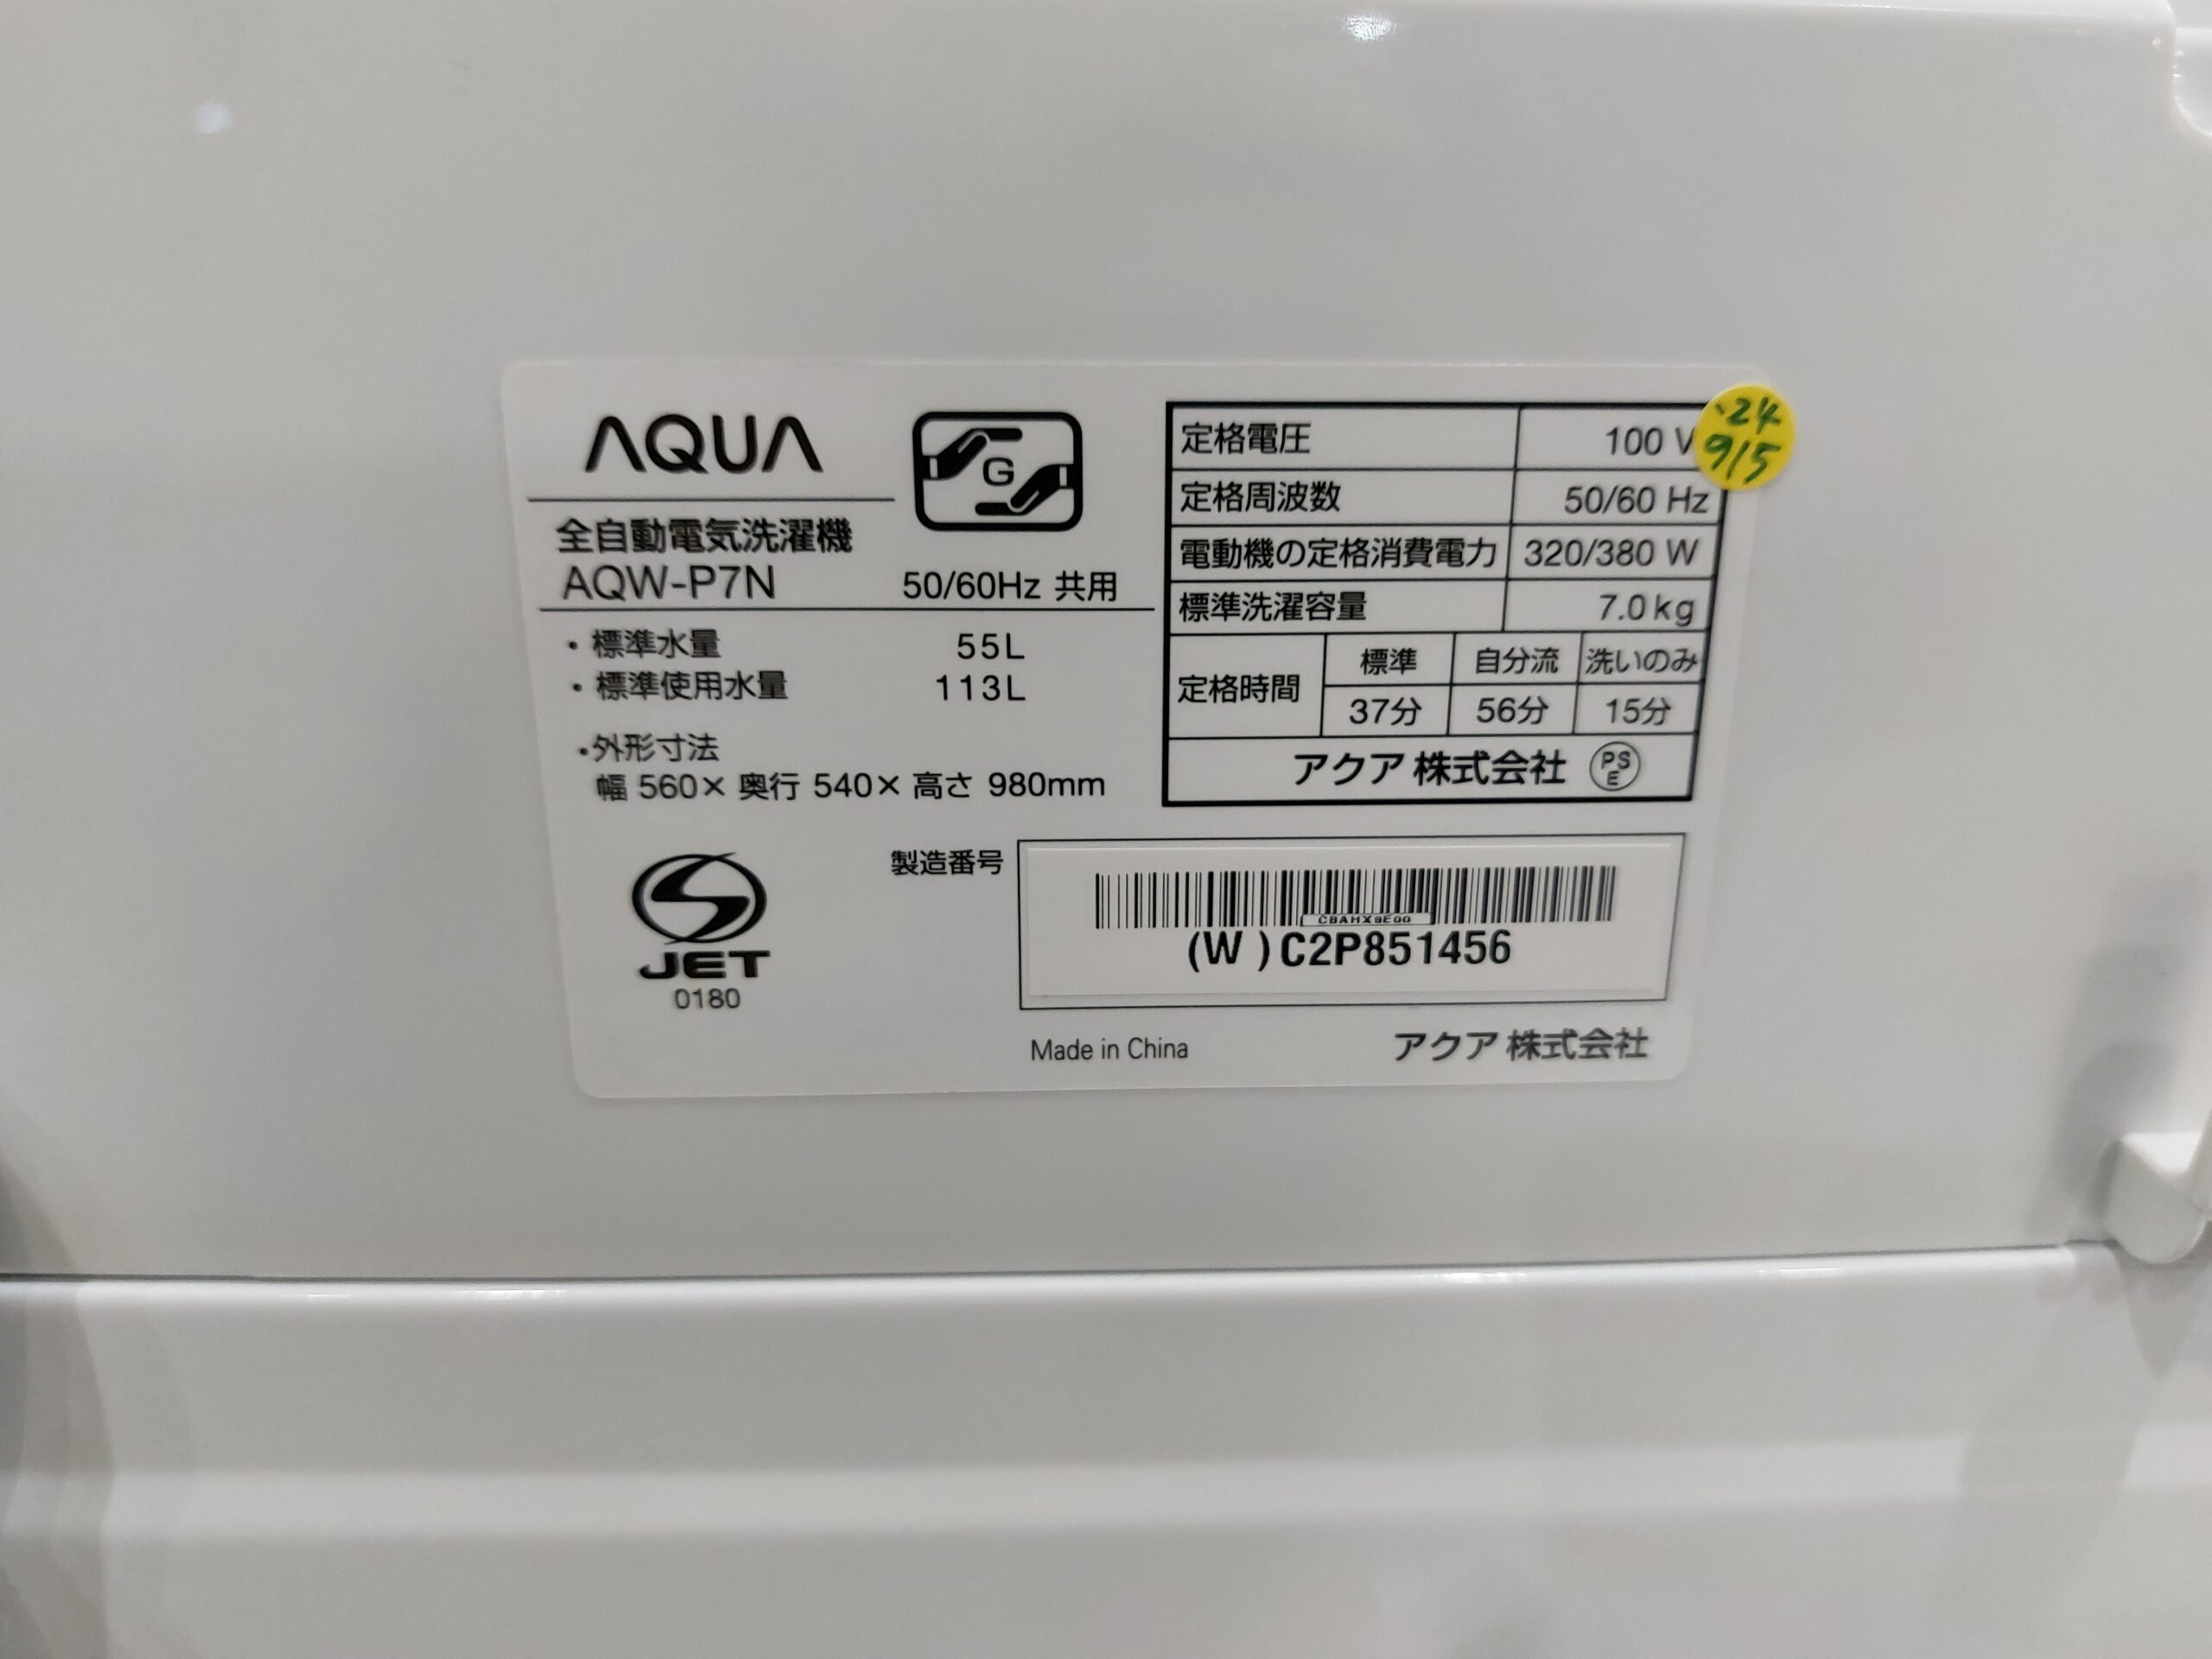 AQUA
G
全自動電気洗濯機
AQW-P7N 50/60Hz 共用
・標準水量 55L
・標準使用水量 113L
・外形寸法
幅 560× 奥行 540× 高さ 980mm
JET
0180
定格電圧 100 V
定格周波数 50/60 Hz
電動機の定格消費電力 320/380 W
標準洗濯容量 7.0kg
定格時間 標準 自分流 洗いのみ
37分 56分 15分
アクア 株式会社 PSE
'24
9/5
製造番号
CBAHX9E00
(W )C2P851456
Made in China アクア 株式会社